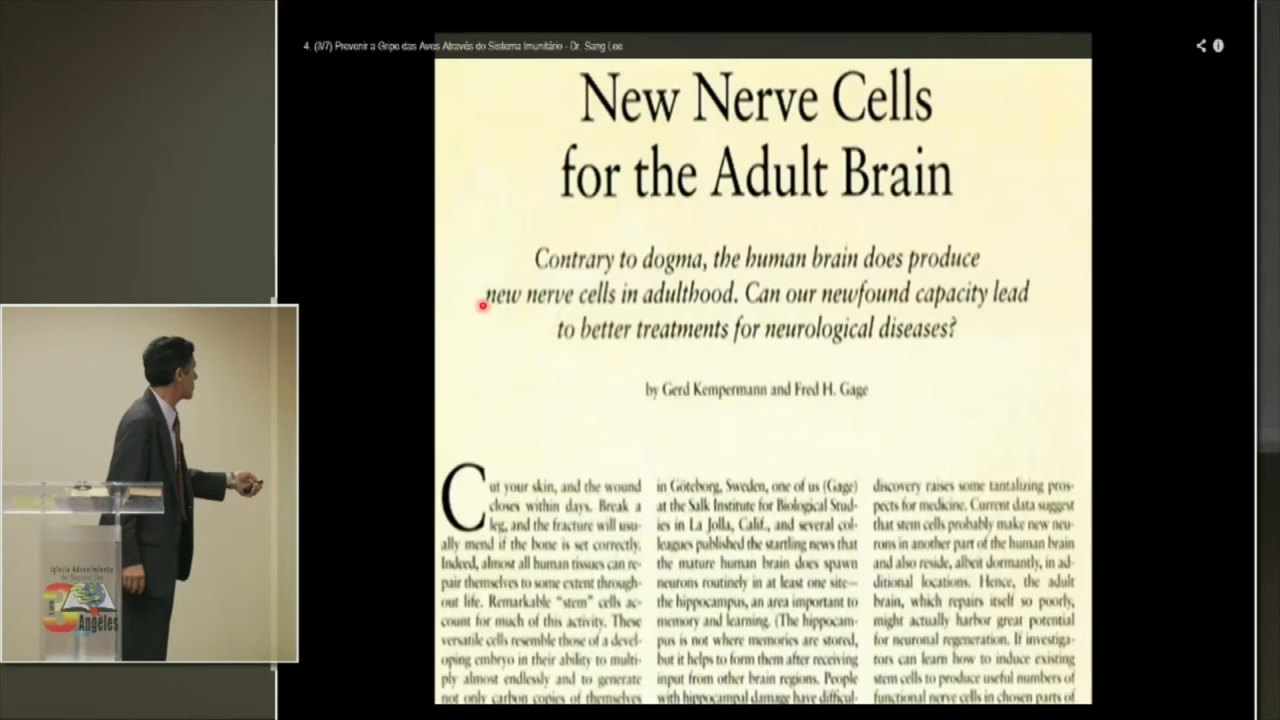 4. (3/7) Prevenir a Gripe das Aves Através do Sistema Imunitário - Dr. Sang Lee
New Nerve Cells
for the Adult Brain
Contrary to dogma, the human brain does produce
new nerve cells in adulthood. Can our newfound capacity lead
to better treatments for neurological diseases?
by Gerd Kempermann and Fred H. Gage
Cut your skin, and the wound
closes within days. Break a
leg, and the fracture will usu-
ally mend if the bone is set correctly.
Indeed, almost all human tissues can re-
pair themselves to some extent through-
out life. Remarkable “stem” cells ac-
count for much of this activity. These
versatile cells resemble those of a devel-
oping embryo in their ability to multi-
ply almost endlessly and to generate
not only carbon copies of themselves
in Göteborg, Sweden, one of us (Gage)
at the Salk Institute for Biological Stud-
ies in La Jolla, Calif., and several col-
leagues published the startling news that
the mature human brain does spawn
neurons routinely in at least one site—
the hippocampus, an area important to
memory and learning. (The hippocam-
pus is not where memories are stored,
but it helps to form them after receiving
input from other brain regions. People
with hippocampal damage have difficul-
discovery raises some tantalizing pros-
pects for medicine. Current data suggest
that stem cells probably make new neu-
rons in another part of the human brain
and also reside, albeit dormantly, in ad-
ditional locations. Hence, the adult
brain, which repairs itself so poorly,
might actually harbor great potential
for neuronal regeneration. If investiga-
tors can learn how to induce existing
stem cells to produce useful numbers of
functional nerve cells in chosen parts of
Iglesia Adventista
del Septimo Dia
3
Los
Angeles